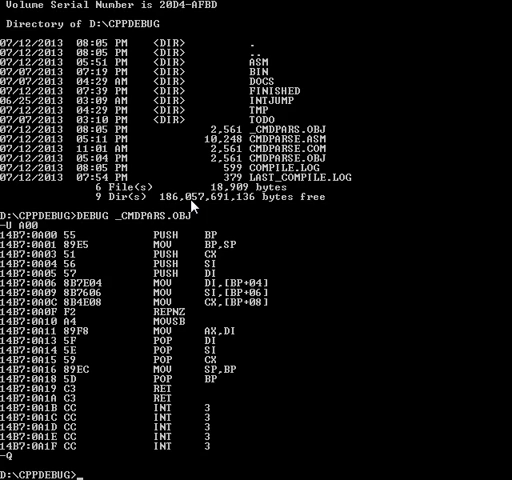 Volume Serial Number is 20D4-AFBD
Directory of D:\CPPDEBUG
07/12/2013 08:05 PM <DIR> .
07/12/2013 08:05 PM <DIR> ..
07/12/2013 05:51 PM <DIR> ASM
07/07/2013 07:19 PM <DIR> BIN
07/07/2013 04:29 AM <DIR> DOCS
07/12/2013 07:39 PM <DIR> FINISHED
06/25/2013 03:09 AM <DIR> INTJUMP
07/12/2013 04:29 PM <DIR> TMP
07/07/2013 03:10 PM <DIR> TODO
07/12/2013 08:05 PM 2,561 _CMDPARS.OBJ
07/12/2013 05:11 PM 10,248 CMDPARSE.ASM
07/12/2013 11:01 AM 2,561 CMDPARSE.COM
07/12/2013 05:04 PM 2,561 CMDPARS.OBJ
07/12/2013 08:05 PM 599 COMPILE.LOG
07/12/2013 07:54 PM 379 LAST_COMPILE.LOG
6 File(s) 18,909 bytes
9 Dir(s) 186,057,691,136 bytes free
D:\CPPDEBUG>DEBUG _CMDPARS.OBJ
-U A00
14B7:0A00 55 PUSH BP
14B7:0A01 89E5 MOV BP,SP
14B7:0A03 51 PUSH CX
14B7:0A04 56 PUSH SI
14B7:0A05 57 PUSH DI
14B7:0A06 8B7E04 MOV DI,[BP+04]
14B7:0A09 8B7606 MOV SI,[BP+06]
14B7:0A0C 8B4E08 MOV CX,[BP+08]
14B7:0A0F F2 REPNZ
14B7:0A10 A4 MOVSB
14B7:0A11 89F8 MOV AX,DI
14B7:0A13 5F POP DI
14B7:0A14 5E POP SI
14B7:0A15 59 POP CX
14B7:0A16 89EC MOV SP,BP
14B7:0A18 5D POP BP
14B7:0A19 C3 RET
14B7:0A1A C3 RET
14B7:0A1B CC INT 3
14B7:0A1C CC INT 3
14B7:0A1D CC INT 3
14B7:0A1E CC INT 3
14B7:0A1F CC INT 3
-Q
D:\CPPDEBUG>_